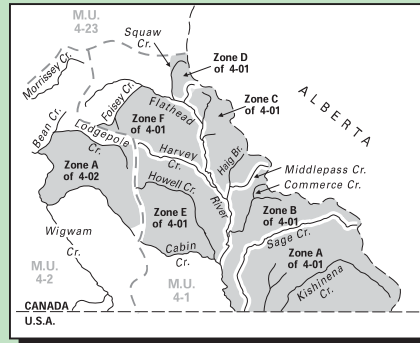 M.U.
4-23
Squaw
Cr.
Morrissey Cr.
Zone D
of 4-01
Foisey Cr.
Flathead
Zone C
of 4-01
ALBERTA
Bean Cr.
Zone F
of 4-01
Lodgepole
Cr.
Harvey
Cr.
Haig Br.
Middlepass Cr.
Commerce Cr.
Zone A
of 4-02
Howell Cr.
River
Zone B
of 4-01
Zone E
of 4-01
Sage Cr.
Wigwam
Cr.
Cabin
Cr.
Zone A
of 4-01
Kishinena
Cr.
M.U.
4-2
M.U.
4-1
CANADA
U.S.A.